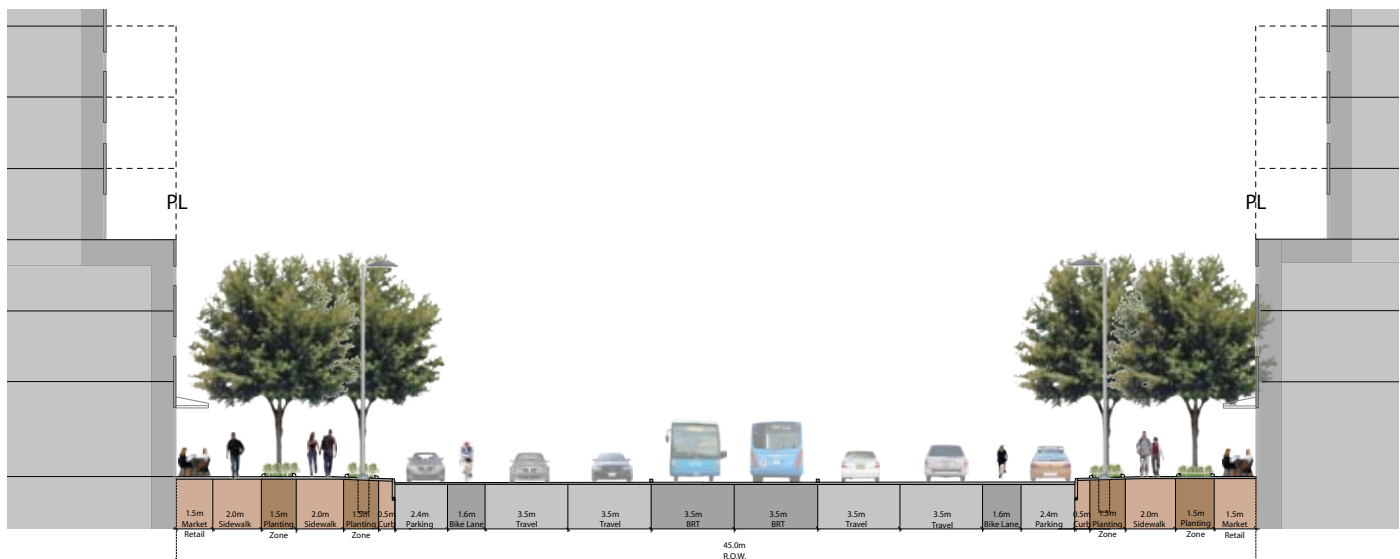 PL
PL
1.5m
Market
Retail
2.0m
Sidewalk
1.5m
Planting
Zone
2.0m
Sidewalk
1.5m
Planting
Zone
0.5m
Curb
2.4m
Parking
1.6m
Bike Lane
3.5m
Travel
3.5m
Travel
3.5m
BRT
3.5m
BRT
3.5m
Travel
3.5m
Travel
1.6m
Bike Lane
2.4m
Parking
0.5m
Curb
1.5m
Planting
Zone
2.0m
Sidewalk
1.5m
Planting
Zone
1.5m
Market
Retail
45.0m
R.O.W.